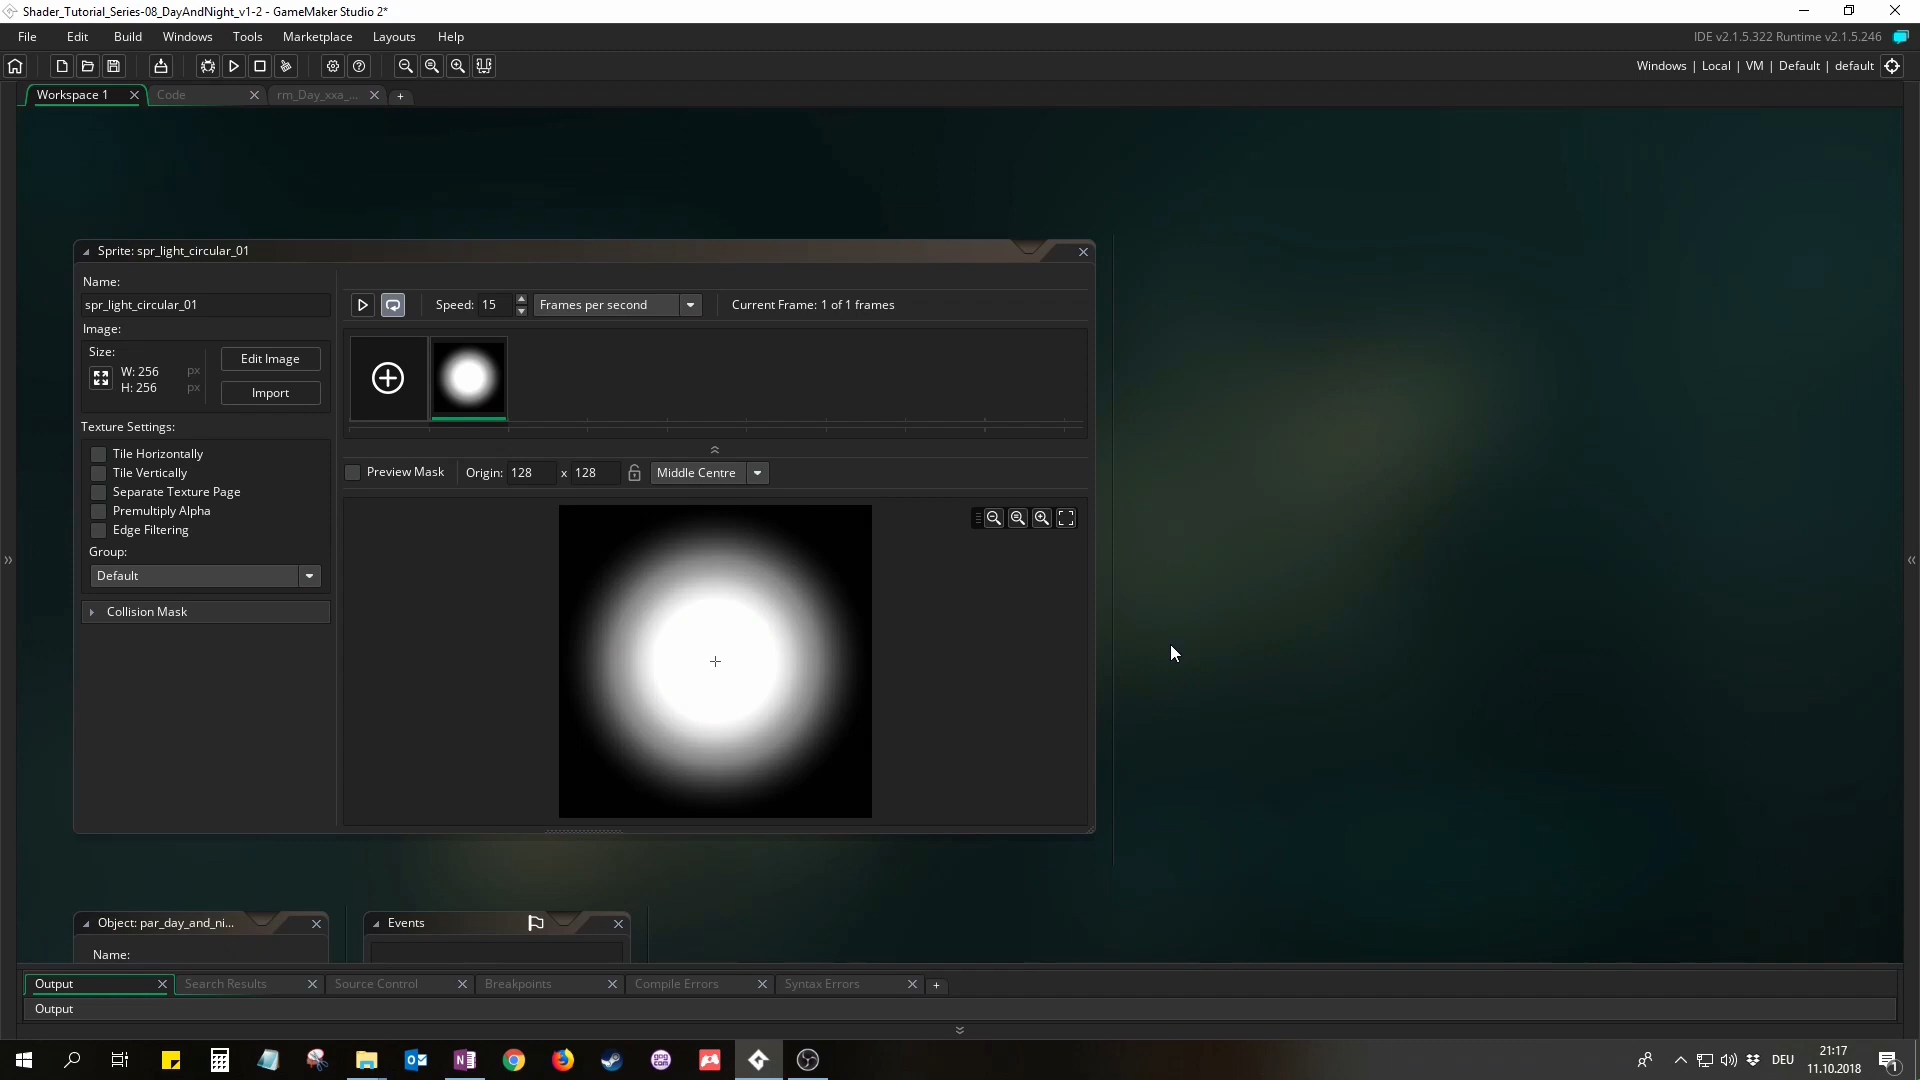 Shader_Tutorial_Series-08_DayAndNight_v1-2 - GameMaker Studio 2*
File Edit Build Windows Tools Marketplace Layouts Help
IDE v2.1.5.322 Runtime v2.1.5.246
Windows | Local | VM | Default | default
Workspace 1
Code
rm_Day_xxa_...
Sprite: spr_light_circular_01
Name:
spr_light_circular_01
Image:
Size:
W: 256 px
H: 256 px
Edit Image
Import
Texture Settings:
Tile Horizontally
Tile Vertically
Separate Texture Page
Premultiply Alpha
Edge Filtering
Group:
Default
Collision Mask
Speed: 15 Frames per second Current Frame: 1 of 1 frames
Preview Mask Origin: 128 x 128 Middle Centre
Object: par_day_and_ni...
Name:
Events
Output Search Results Source Control Breakpoints Compile Errors Syntax Errors
Output
DEU
21:17
11.10.2018